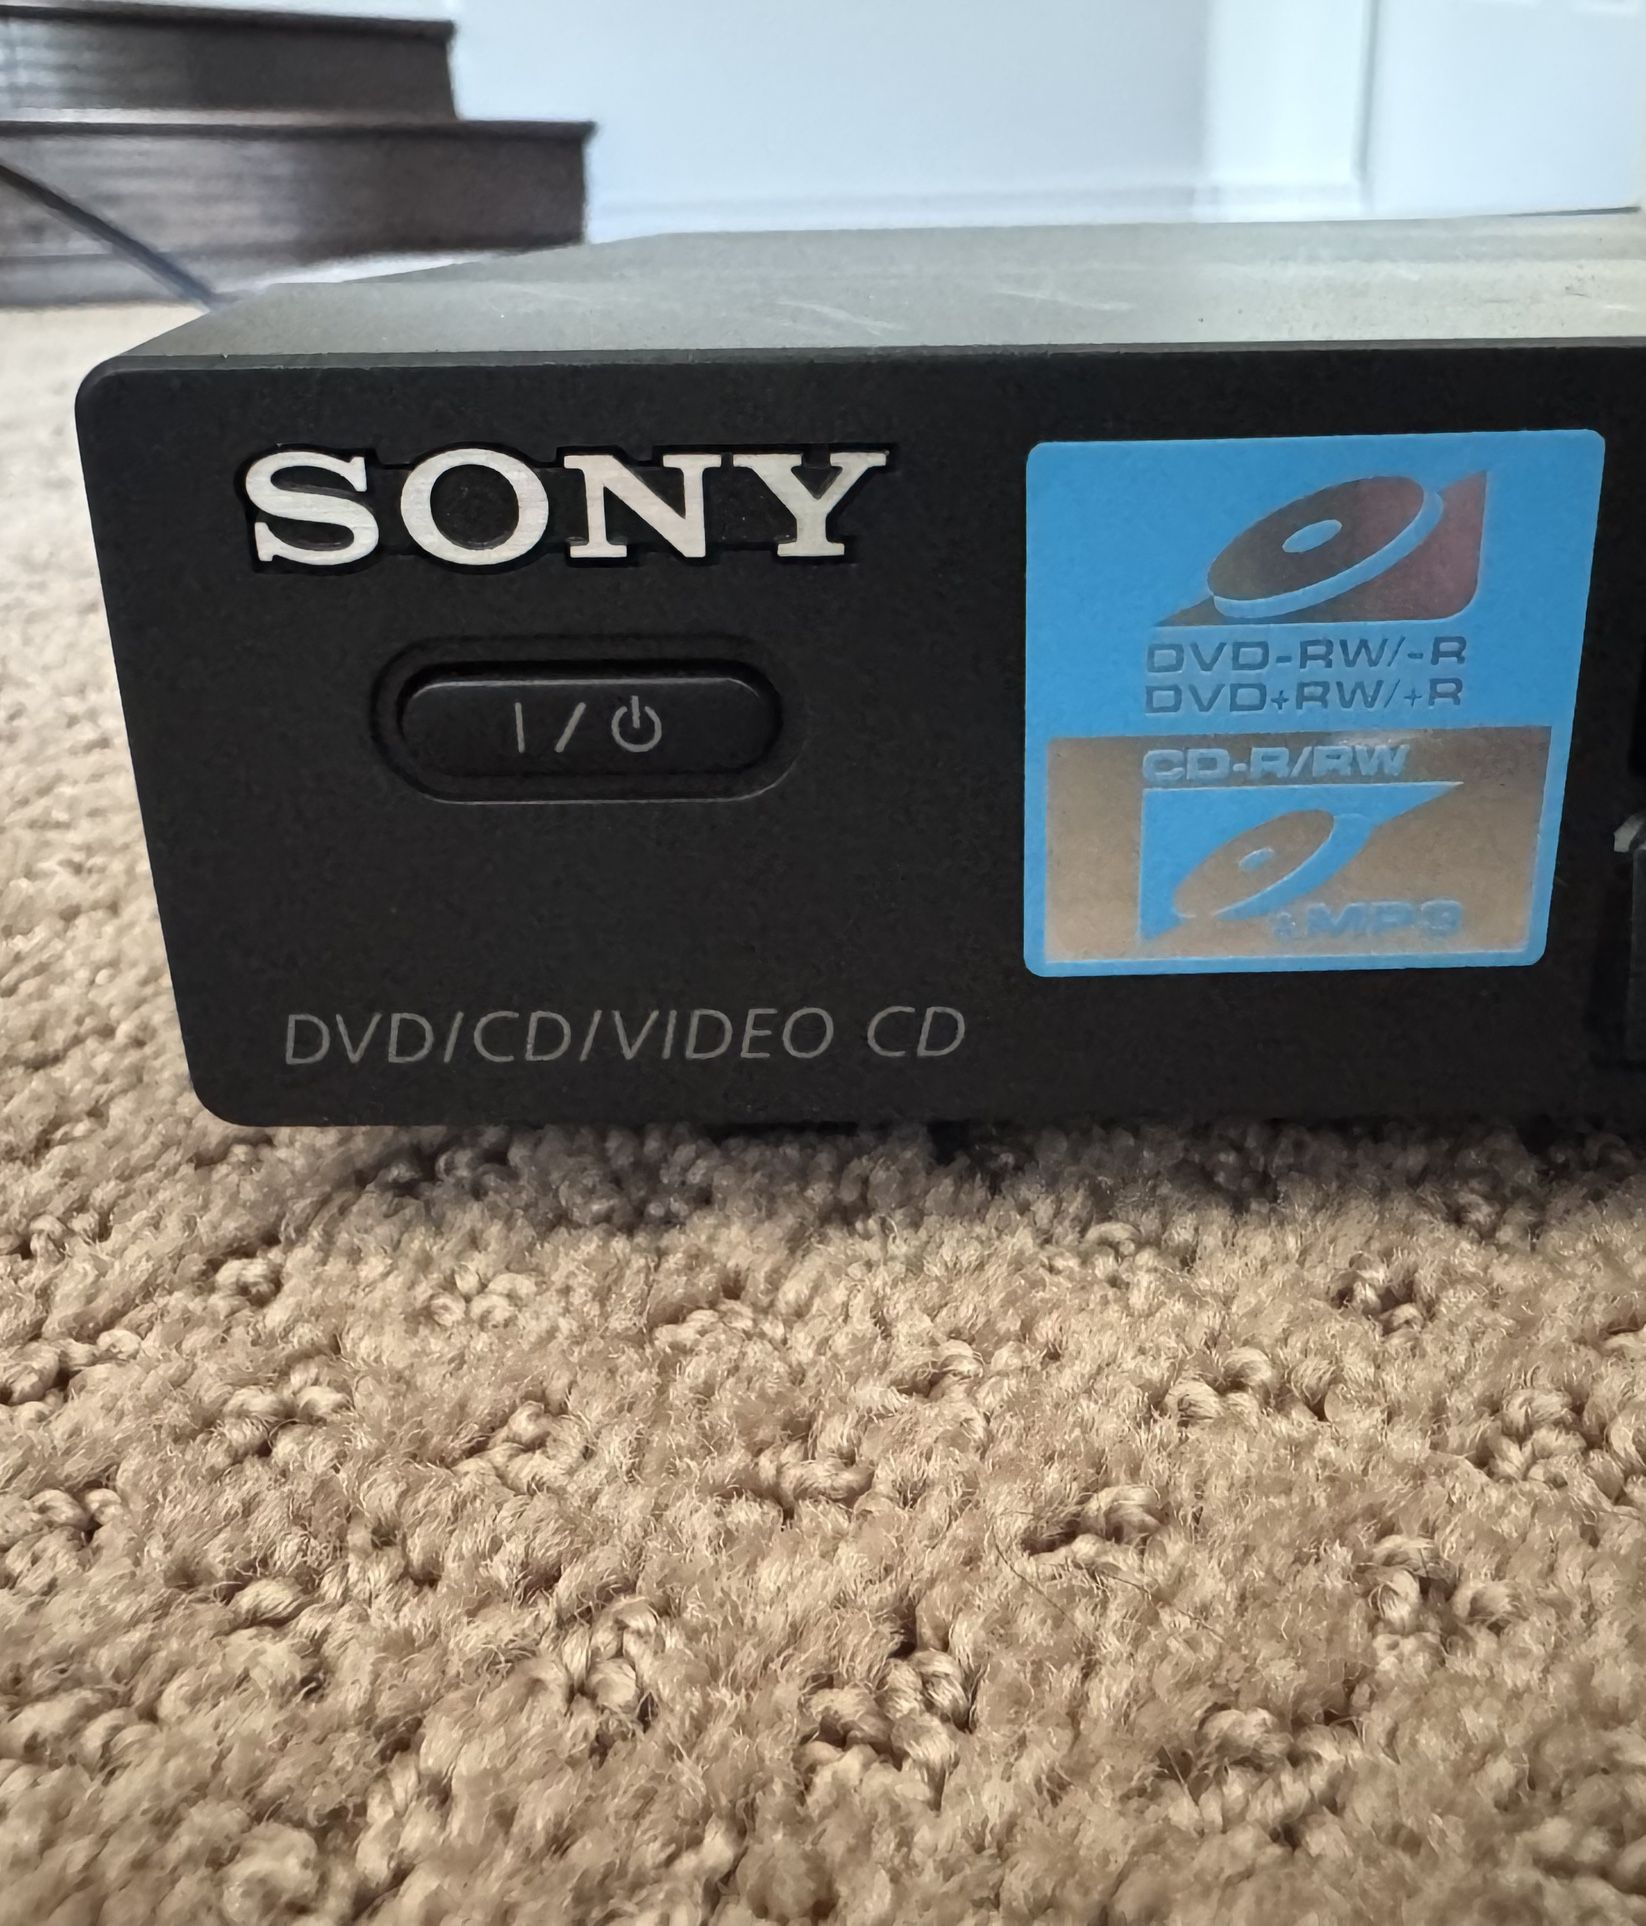 SONY
I / ⏻
DVD-RW/-R
DVD+RW/+R
CD-R/RW
+MP3
DVD/CD/VIDEO CD